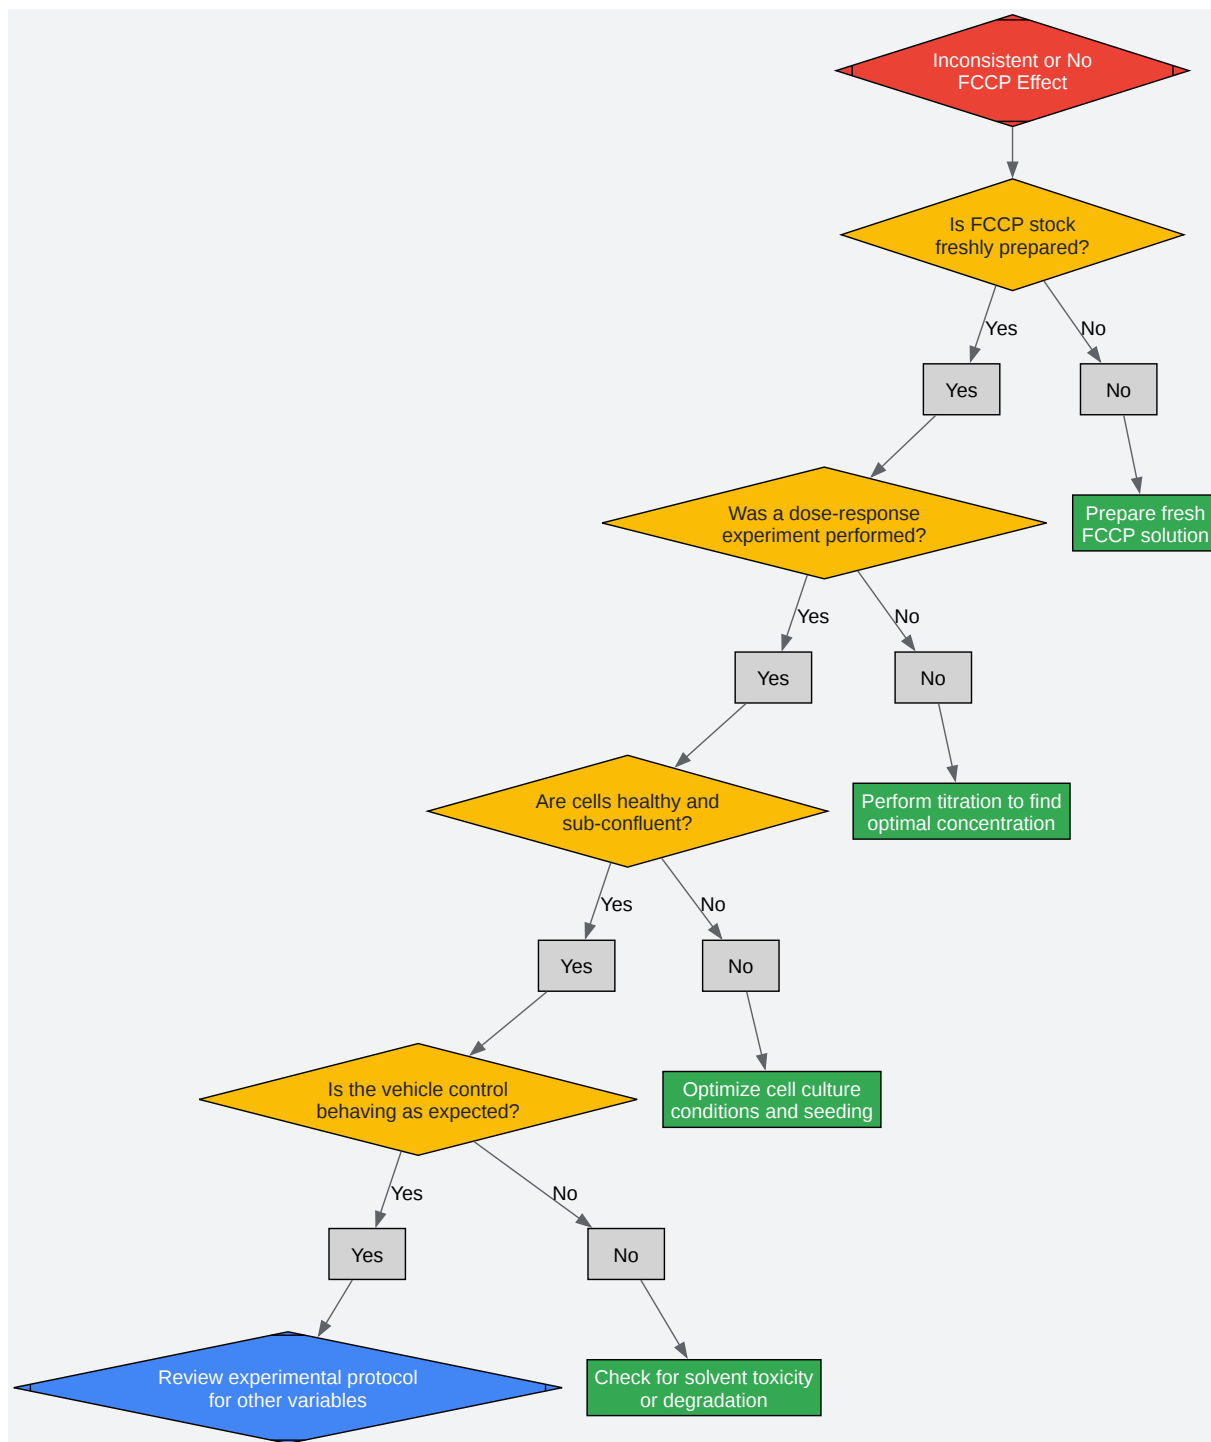 Inconsistent or No
FCCP Effect
Is FCCP stock
freshly prepared?
Yes
No
Yes
No
Was a dose-response
experiment performed?
Prepare fresh
FCCP solution
Yes
No
Yes
No
Are cells healthy and
sub-confluent?
Perform titration to find
optimal concentration
Yes
No
Yes
No
Is the vehicle control
behaving as expected?
Optimize cell culture
conditions and seeding
Yes
No
Yes
No
Review experimental protocol
for other variables
Check for solvent toxicity
or degradation